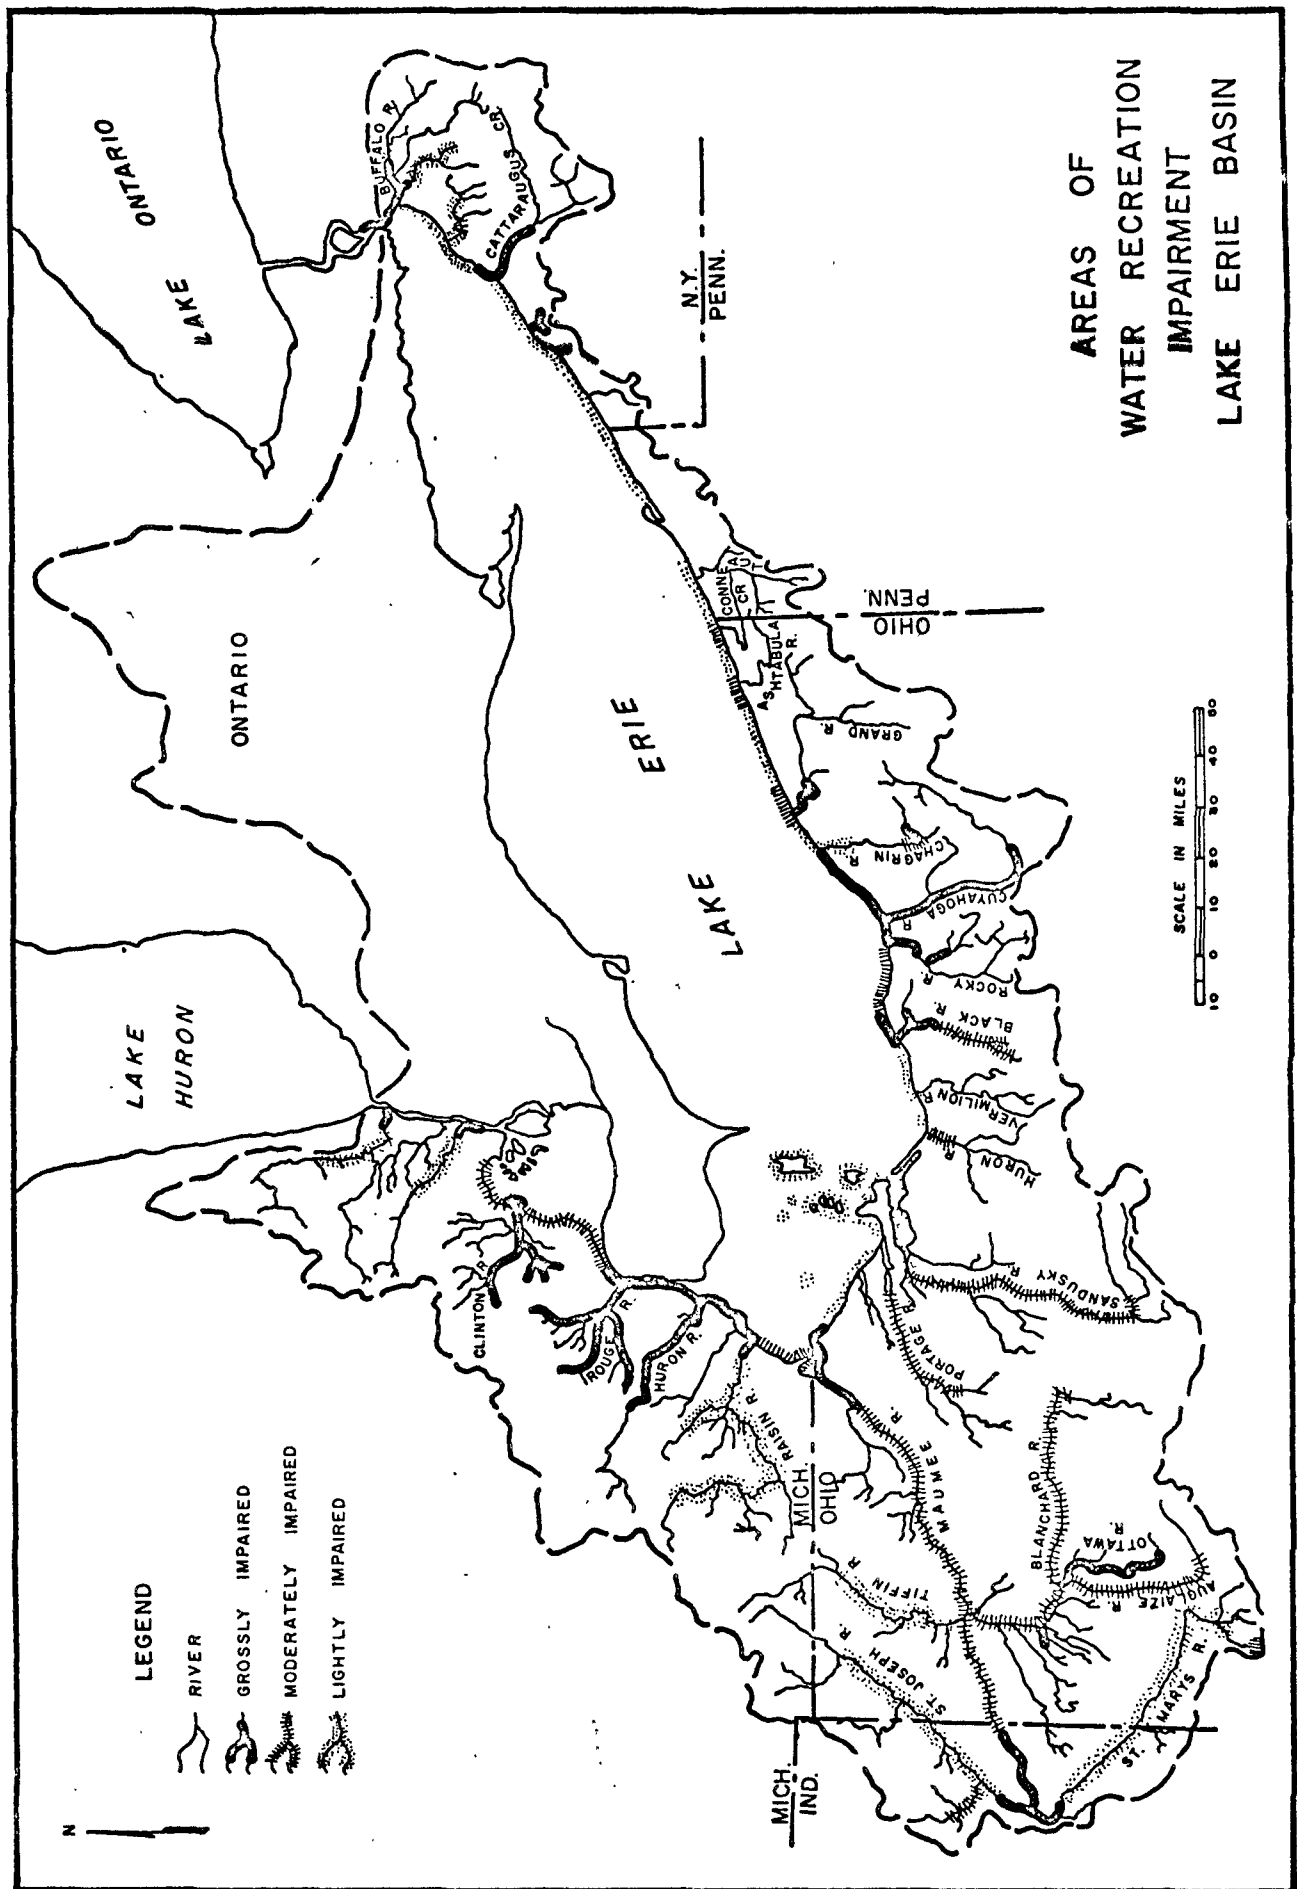 AREAS OF
WATER RECREATION
IMPAIRMENT
LAKE ERIE BASIN
LEGEND
RIVER
GROSSLY IMPAIRED
MODERATELY IMPAIRED
LIGHTLY IMPAIRED
N
LAKE
HURON
ONTARIO
LAKE ONTARIO
LAKE ERIE
BUFFALO R.
CATTARAUGUS CR.
N.Y.
PENN.
CONNEAUT
CR
OHIO
PENN.
ASHTABULA
R.
GRAND R.
CHAGRIN R.
CUYAHOGA
R.
ROCKY R.
BLACK R.
VERMILION R.
HURON R.
SANDUSKY R.
PORTAGE R.
CLINTON R.
ROUGE R.
HURON R.
RAISIN R.
MICH.
OHIO
MAUMEE R.
BLANCHARD R.
OTTAWA R.
AUGLAIZE R.
TIFFIN R.
ST. JOSEPH R.
ST. MARYS R.
MICH.
IND.
SCALE IN MILES
10 0 10 20 30 40 50